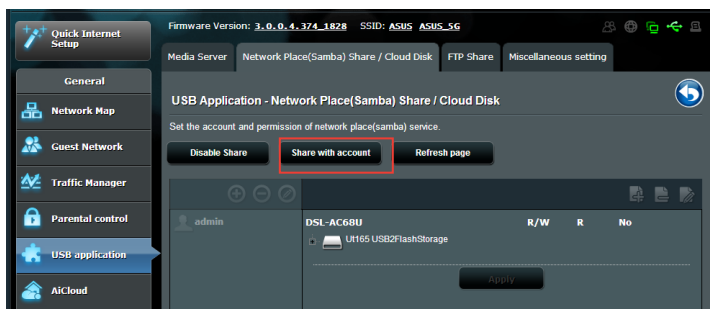 Quick Internet
Setup
Firmware Version: 3.0.0.4.374_1828 SSID: ASUS ASUS_5G
Media Server
Network Place(Samba) Share / Cloud Disk
FTP Share
Miscellaneous setting
General
Network Map
Guest Network
Traffic Manager
Parental control
USB application
AiCloud
USB Application - Network Place(Samba) Share / Cloud Disk
Set the account and permission of network place(samba) service.
Disable Share
Share with account
Refresh page
admin
DSL-AC68U R/W R No
Ut165 USB2FlashStorage
Apply